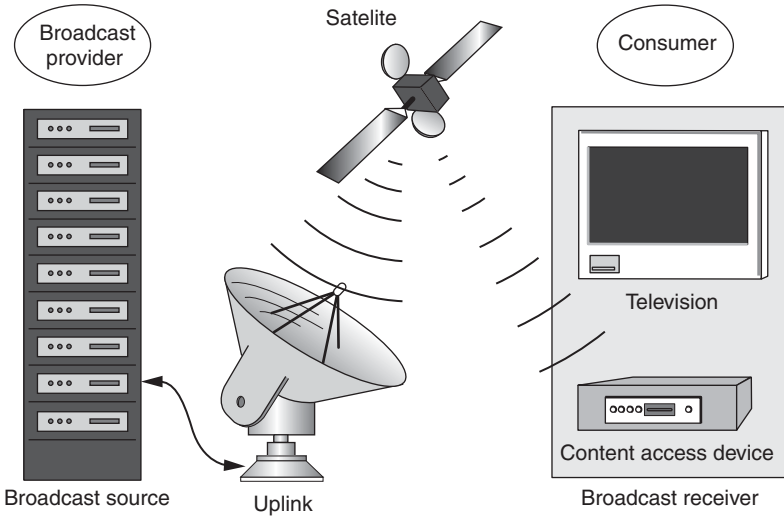 Broadcast
provider
Satelite
Consumer
Television
Content access device
Broadcast source
Uplink
Broadcast receiver